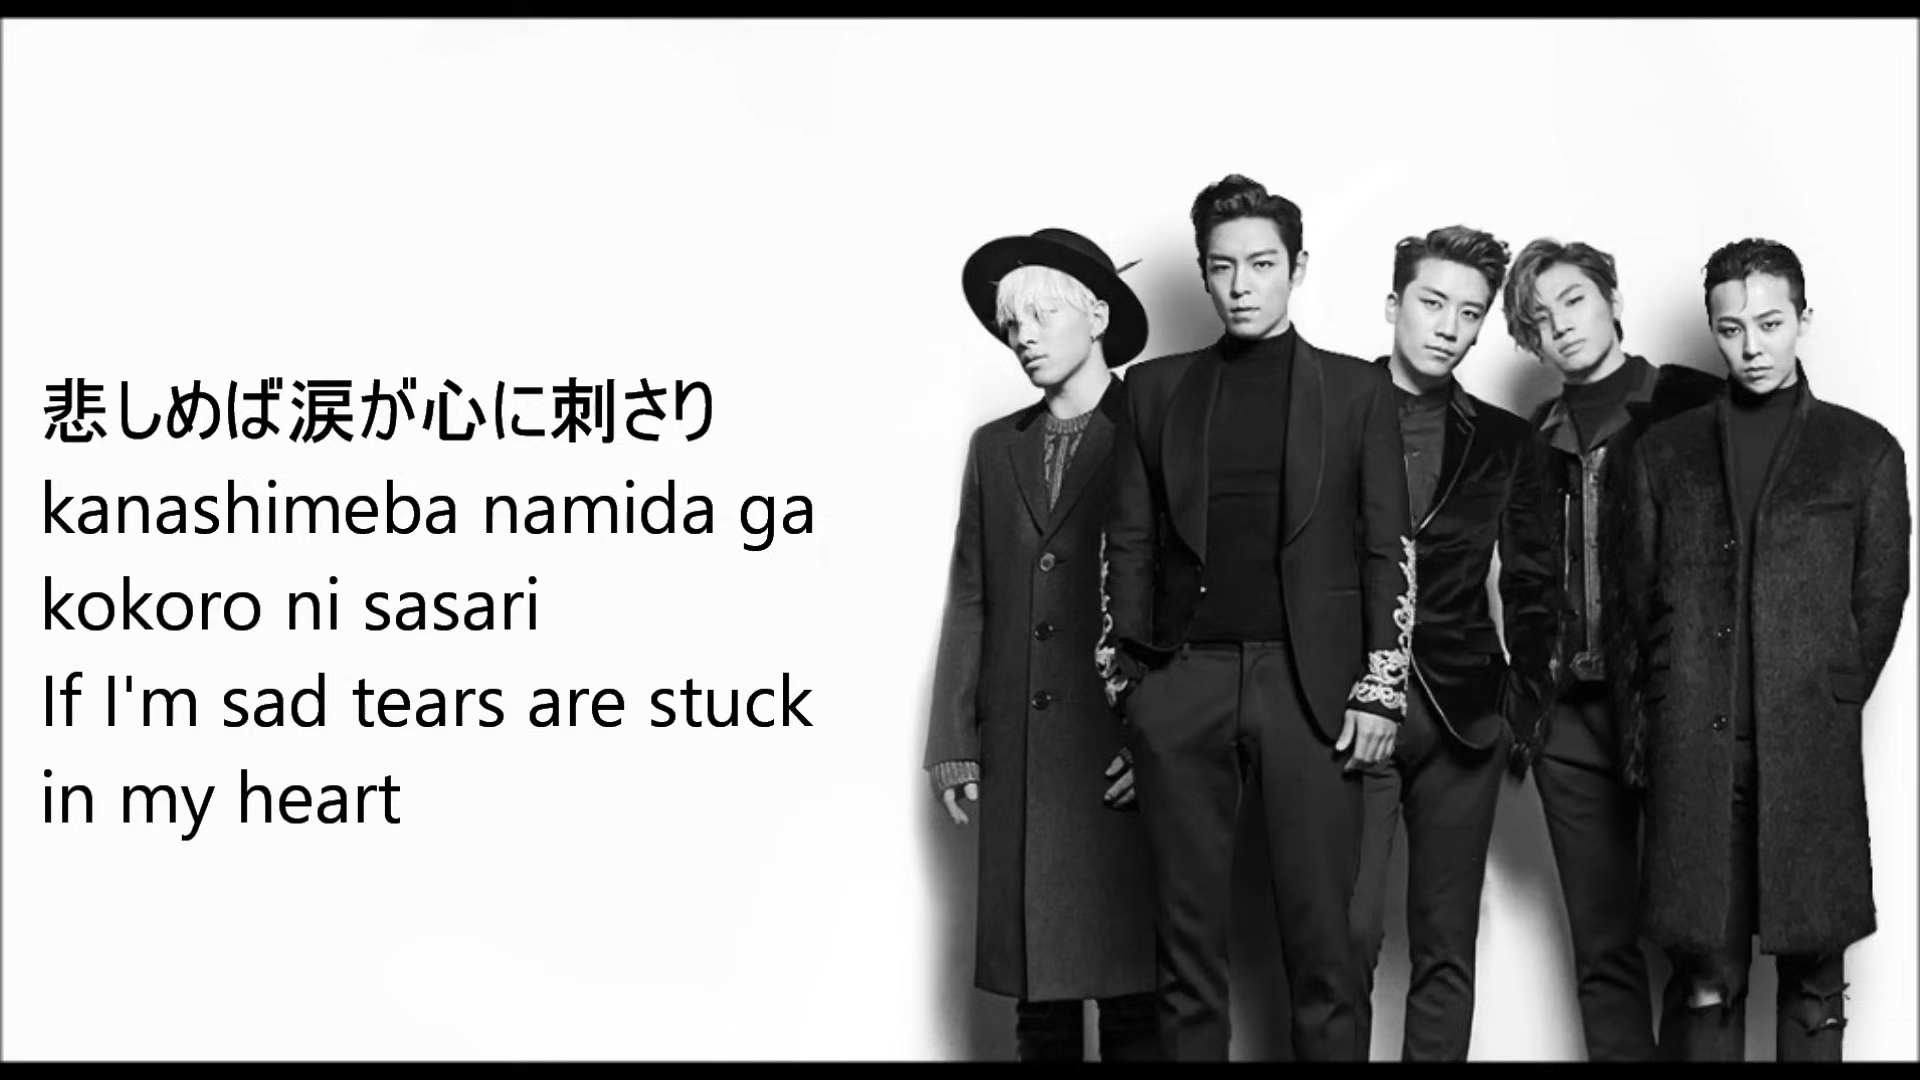 悲しめば涙が心に刺さり
kanashimeba namida ga
kokoro ni sasari
If I'm sad tears are stuck
in my heart